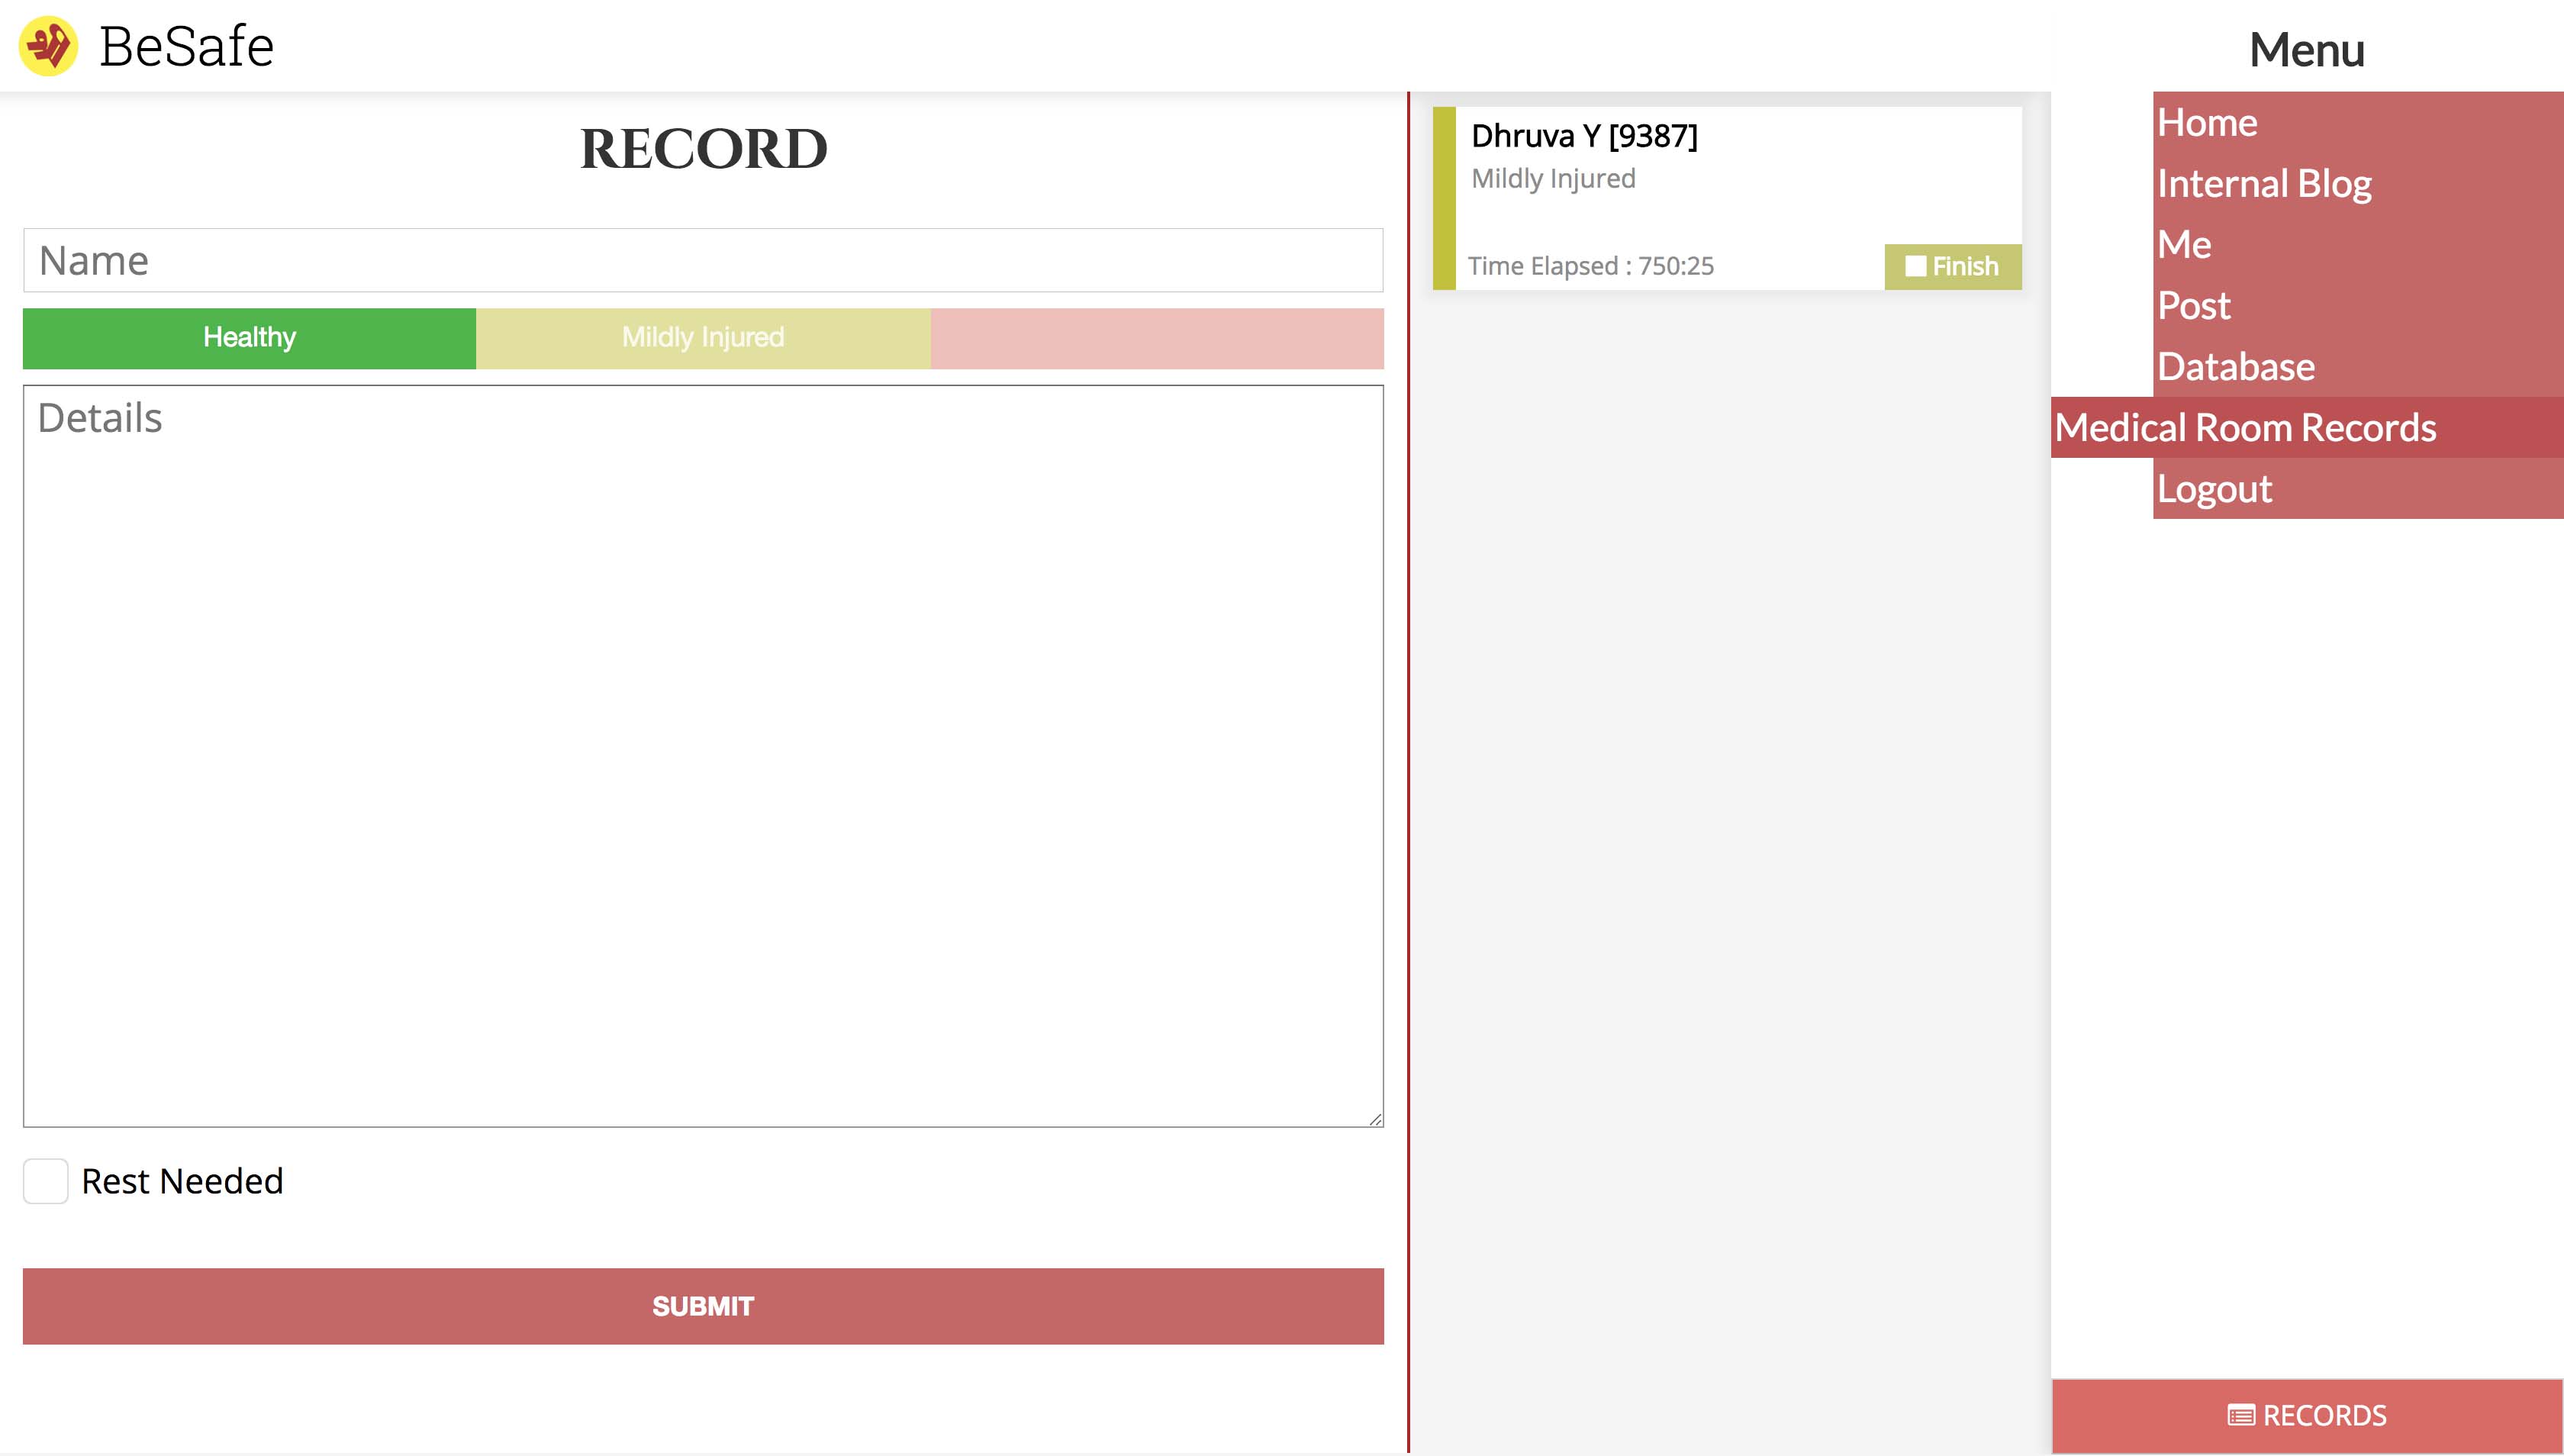 BeSafe
RECORD
Name
Healthy
Mildly Injured
Details
Rest Needed
SUBMIT
Dhruva Y [9387]
Mildly Injured
Time Elapsed : 750:25
Finish
Menu
Home
Internal Blog
Me
Post
Database
Medical Room Records
Logout
RECORDS